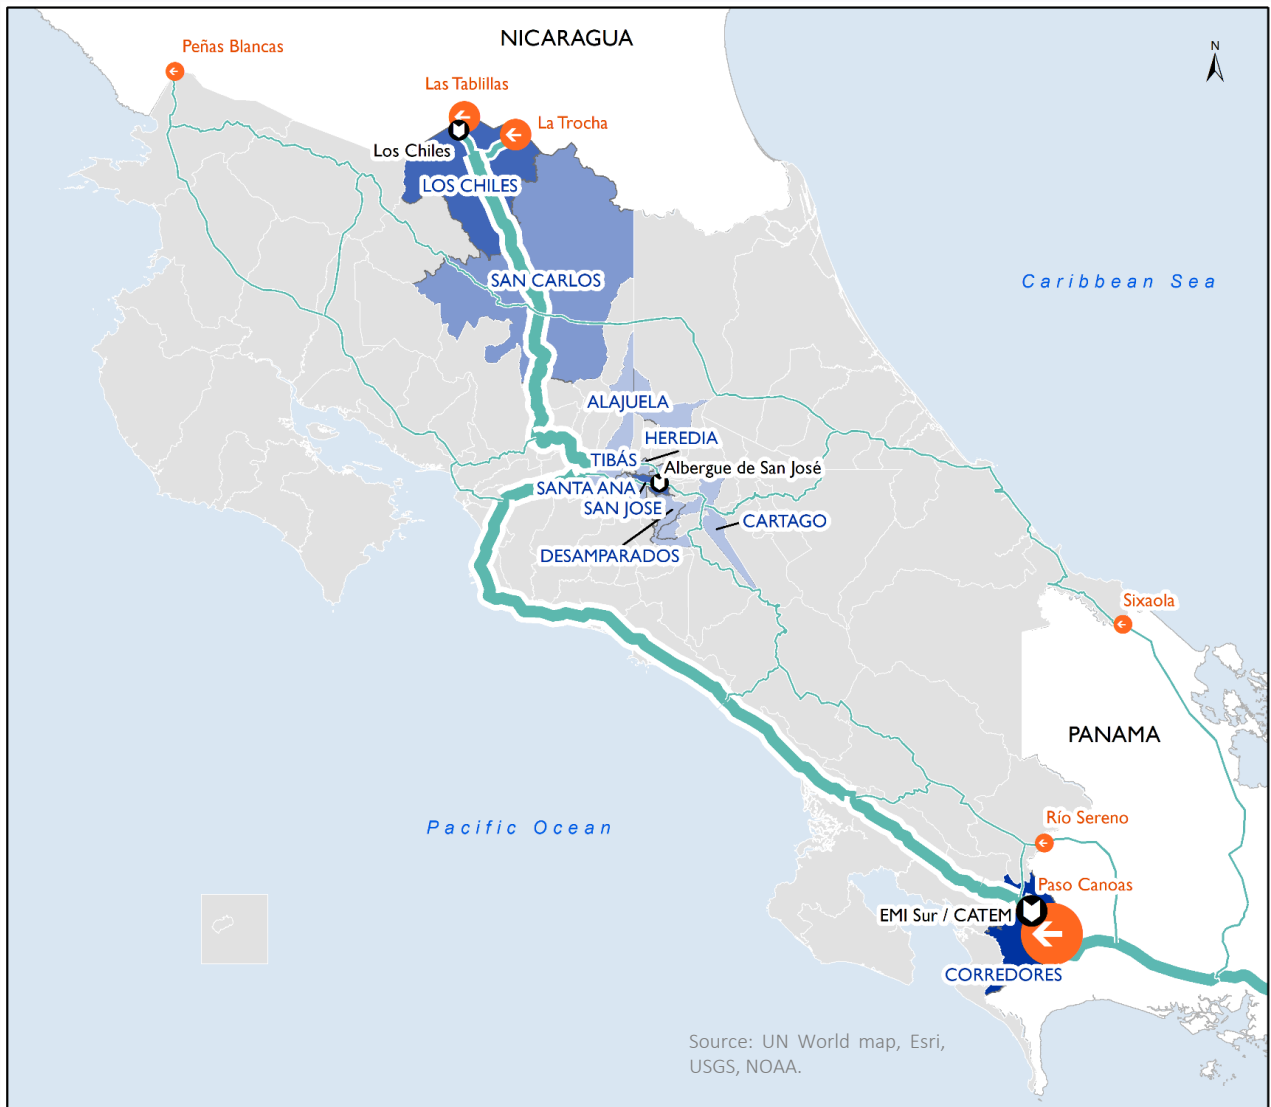 NICARAGUA
N
Peñas Blancas
Las Tablillas
La Trocha
Los Chiles
LOS CHILES
SAN CARLOS
Caribbean Sea
ALAJUELA
HEREDIA
TIBÁS
Albergue de San José
SANTA ANA
SAN JOSE
CARTAGO
DESAMPARADOS
Sixaola
PANAMA
Pacific Ocean
Río Sereno
Paso Canoas
EMI Sur / CATEM
CORREDORES
Source: UN World map, Esri,
USGS, NOAA.